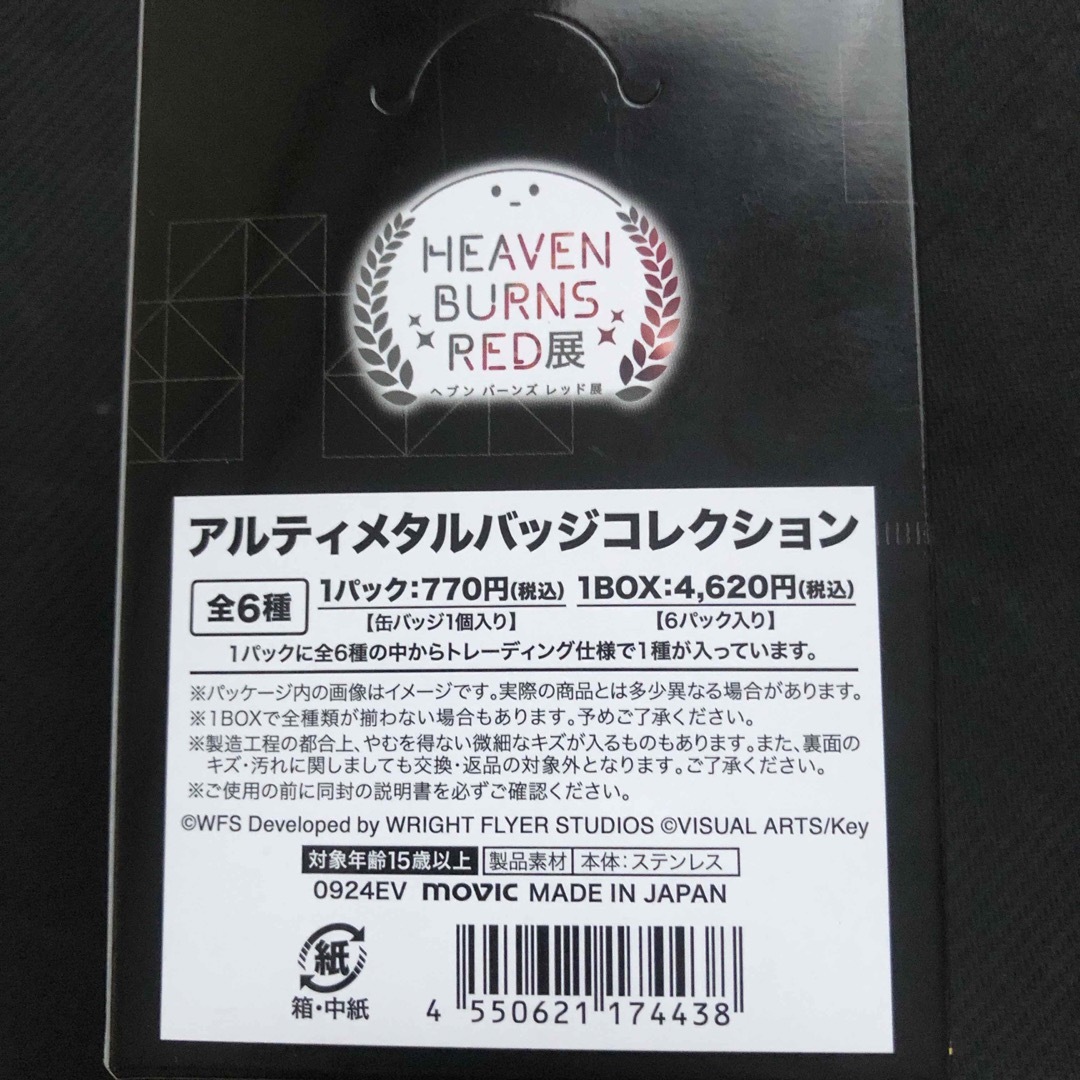 HEAVEN
BURNS
RED展
ヘブン バーンズ レッド展
アルティメタルバッジコレクション
全6種
1パック:770円(税込) 1BOX:4,620円(税込)
【缶バッジ1個入り】 【6パック入り】
1パックに全6種の中からトレーディング仕様で1種が入っています。
※パッケージ内の画像はイメージです。実際の商品とは多少異なる場合があります。
※1BOXで全種類が揃わない場合もあります。予めご了承ください。
※製造工程の都合上、やむを得ない微細なキズが入るものもあります。また、裏面の
キズ・汚れに関しましても交換・返品の対象外となります。ご了承ください。
※ご使用の前に同封の説明書を必ずご確認ください。
©WFS Developed by WRIGHT FLYER STUDIOS ©VISUAL ARTS/Key
対象年齢15歳以上 製品素材 本体:ステンレス
0924EV movic MADE IN JAPAN
紙
箱・中紙
4 550621 174438